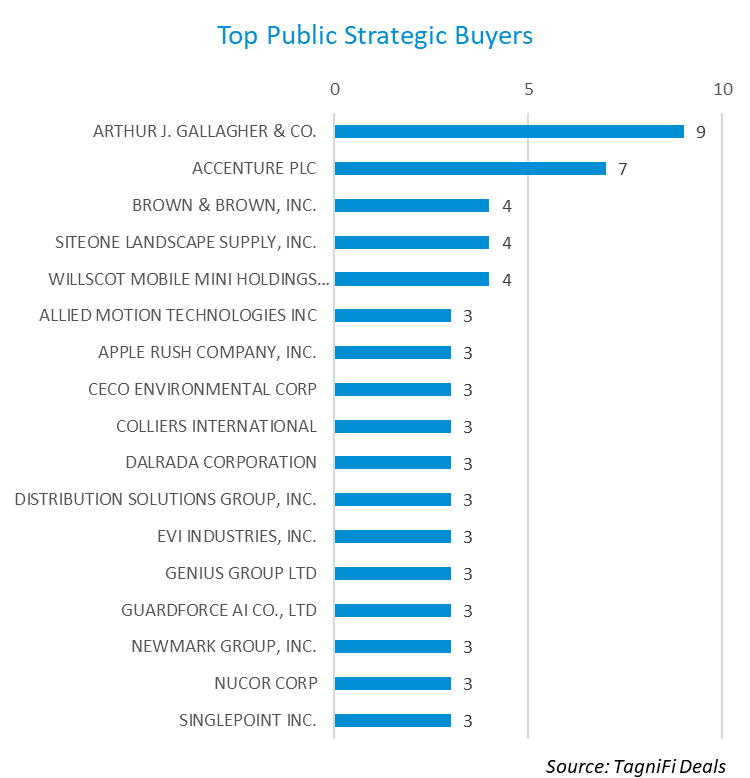 Top Public Strategic Buyers
0 5 10
ARTHUR J. GALLAGHER & CO. 9
ACCENTURE PLC 7
BROWN & BROWN, INC. 4
SITEONE LANDSCAPE SUPPLY, INC. 4
WILLSCOT MOBILE MINI HOLDINGS... 4
ALLIED MOTION TECHNOLOGIES INC 3
APPLE RUSH COMPANY, INC. 3
CECO ENVIRONMENTAL CORP 3
COLLIERS INTERNATIONAL 3
DALRADA CORPORATION 3
DISTRIBUTION SOLUTIONS GROUP, INC. 3
EVI INDUSTRIES, INC. 3
GENIUS GROUP LTD 3
GUARDFORCE AI CO., LTD 3
NEWMARK GROUP, INC. 3
NUCOR CORP 3
SINGLEPOINT INC. 3
Source: TagniFi Deals